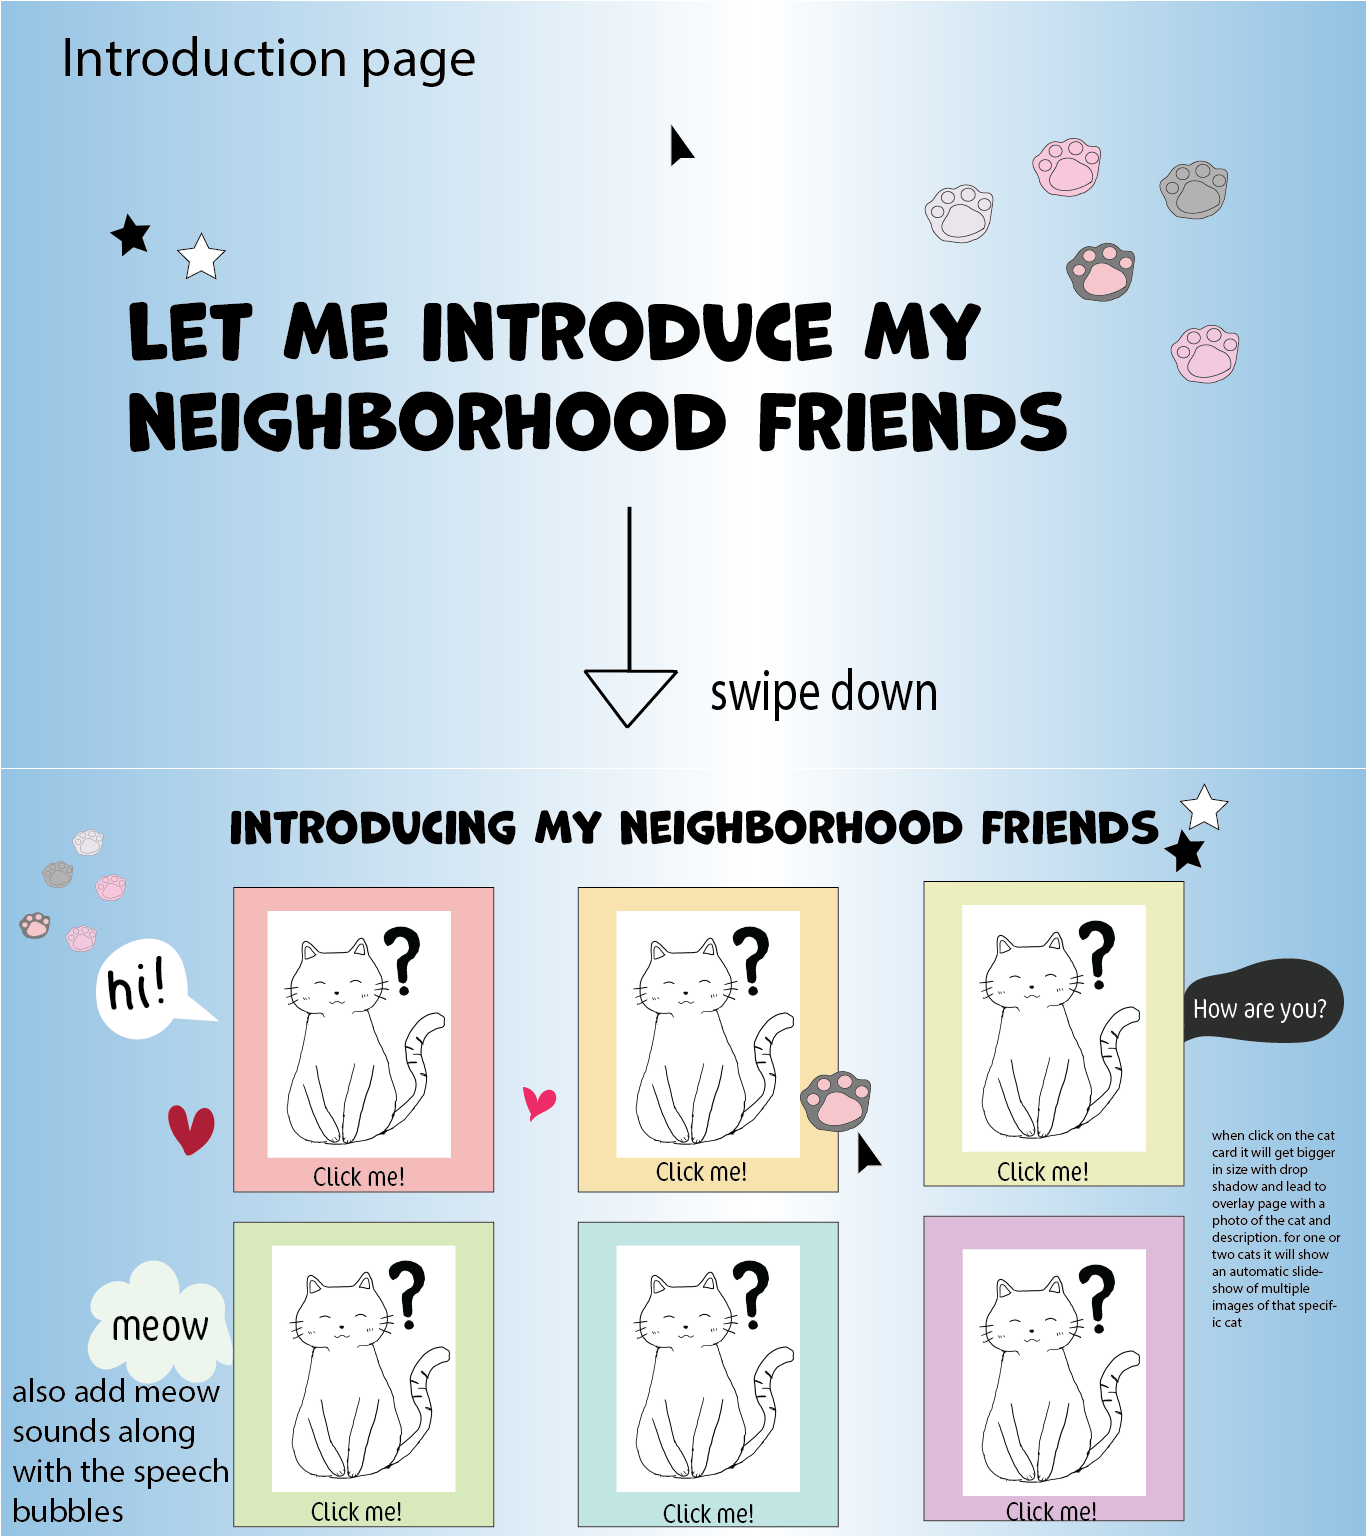 Introduction page
LET ME INTRODUCE MY
NEIGHBORHOOD FRIENDS
swipe down
INTRODUCING MY NEIGHBORHOOD FRIENDS
hi!
?
?
?
How are you?
Click me!
Click me!
Click me!
when click on the cat
card it will get bigger
in size with drop
shadow and lead to
overlay page with a
photo of the cat and
description. for one or
two cats it will show
an automatic slide-
show of multiple
images of that specif-
ic cat
meow
?
?
?
also add meow
sounds along
with the speech
bubbles
Click me!
Click me!
Click me!